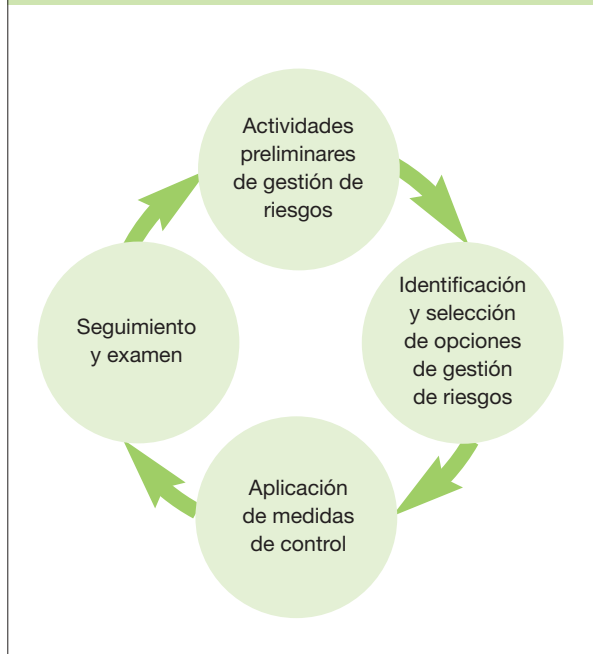 Actividades
preliminares
de gestión de
riesgos
Identificación
y selección
de opciones
de gestión
de riesgos
Aplicación
de medidas
de control
Seguimiento
y examen